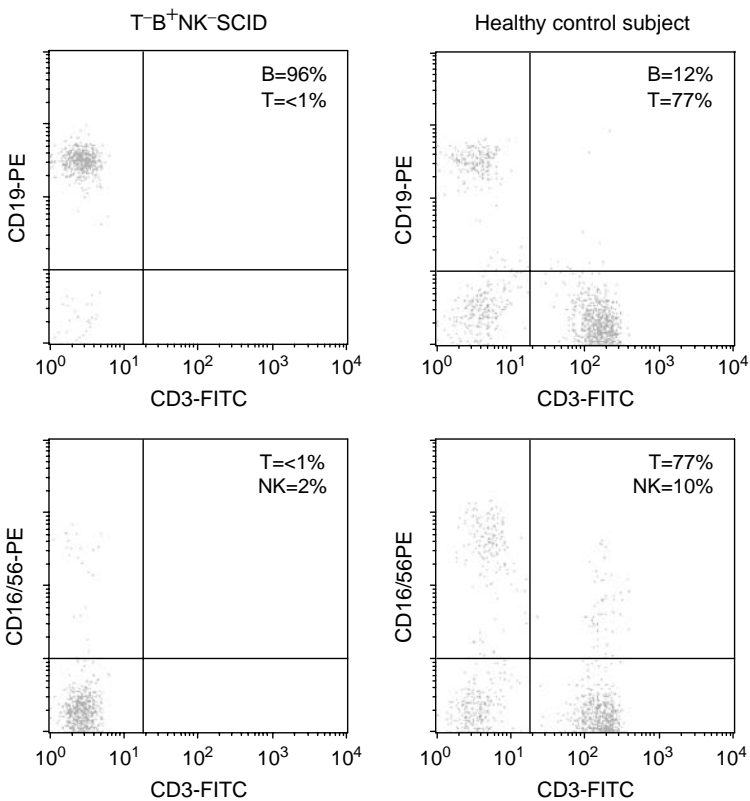 T⁻B⁺NK⁻SCID
Healthy control subject
B=96%
T=<1%
CD19-PE
10⁰ 10¹ 10² 10³ 10⁴
CD3-FITC
B=12%
T=77%
CD19-PE
10⁰ 10¹ 10² 10³ 10⁴
CD3-FITC
T=<1%
NK=2%
CD16/56-PE
10⁰ 10¹ 10² 10³ 10⁴
CD3-FITC
T=77%
NK=10%
CD16/56PE
10⁰ 10¹ 10² 10³ 10⁴
CD3-FITC